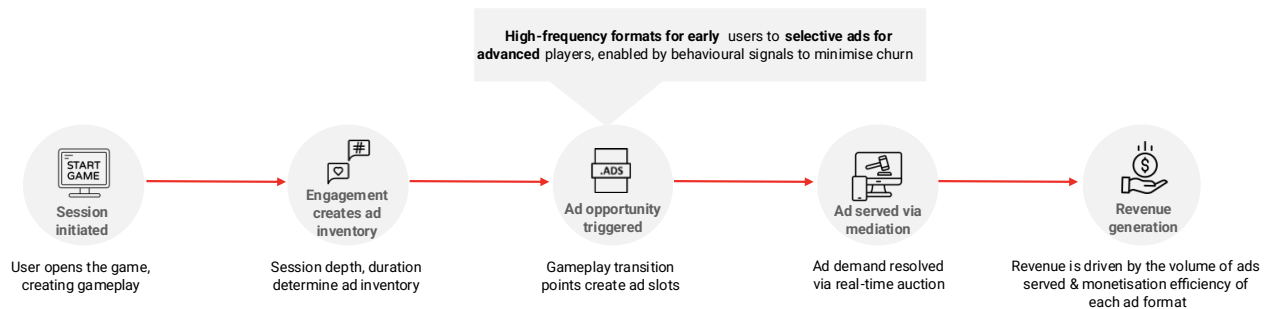 High-frequency formats for early users to selective ads for
advanced players, enabled by behavioural signals to minimise churn
START
GAME
Session
initiated
User opens the game,
creating gameplay
#
Engagement
creates ad
inventory
Session depth, duration
determine ad inventory
.ADS
Ad opportunity
triggered
Gameplay transition
points create ad slots
Ad served via
mediation
Ad demand resolved
via real-time auction
$
Revenue
generation
Revenue is driven by the volume of ads
served & monetisation efficiency of
each ad format